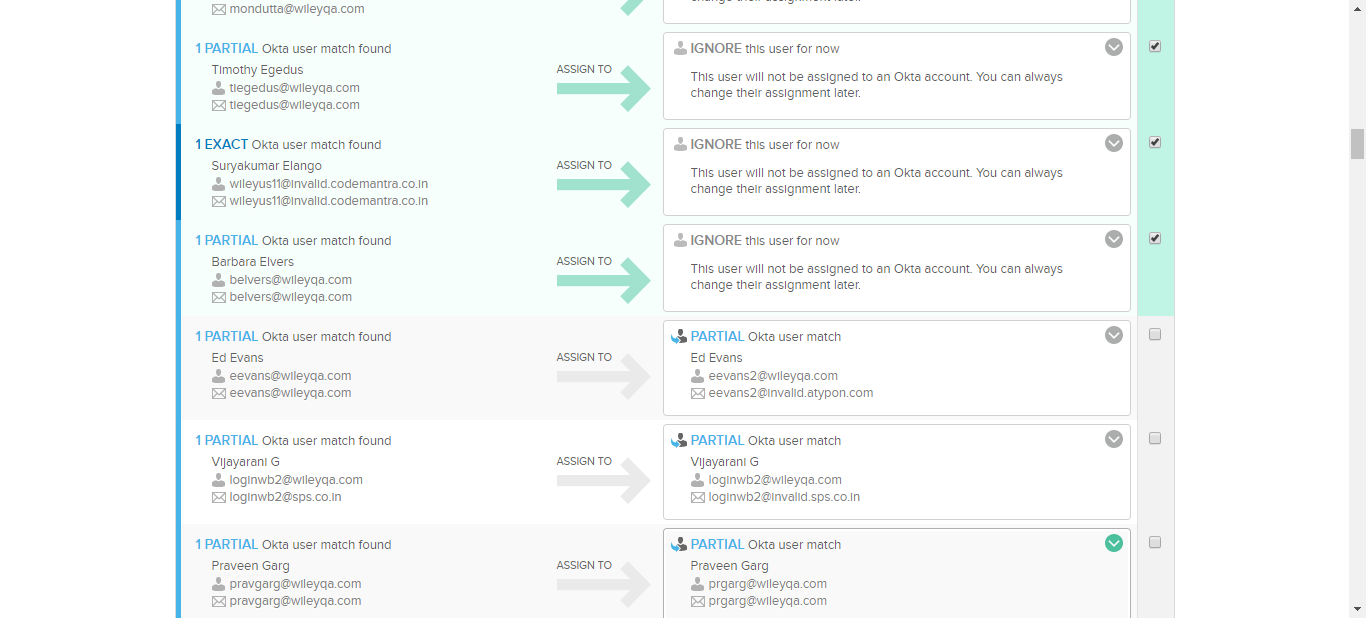 mondutta@wileyqa.com
1 PARTIAL Okta user match found
Timothy Egedus
tiegedus@wileyqa.com
tiegedus@wileyqa.com
ASSIGN TO
IGNORE this user for now
This user will not be assigned to an Okta account. You can always
change their assignment later.
1 EXACT Okta user match found
Suryakumar Elango
wileyus11@invalid.codemantra.co.in
wileyus11@invalid.codemantra.co.in
ASSIGN TO
IGNORE this user for now
This user will not be assigned to an Okta account. You can always
change their assignment later.
1 PARTIAL Okta user match found
Barbara Elvers
belvers@wileyqa.com
belvers@wileyqa.com
ASSIGN TO
IGNORE this user for now
This user will not be assigned to an Okta account. You can always
change their assignment later.
1 PARTIAL Okta user match found
Ed Evans
eevans@wileyqa.com
eevans@wileyqa.com
ASSIGN TO
PARTIAL Okta user match
Ed Evans
eevans2@wileyqa.com
eevans2@invalid.atypon.com
1 PARTIAL Okta user match found
Vijayarani G
loginwb2@wileyqa.com
loginwb2@sps.co.in
ASSIGN TO
PARTIAL Okta user match
Vijayarani G
loginwb2@wileyqa.com
loginwb2@invalid.sps.co.in
1 PARTIAL Okta user match found
Praveen Garg
pravgarg@wileyqa.com
pravgarg@wileyqa.com
ASSIGN TO
PARTIAL Okta user match
Praveen Garg
prgarg@wileyqa.com
prgarg@wileyqa.com